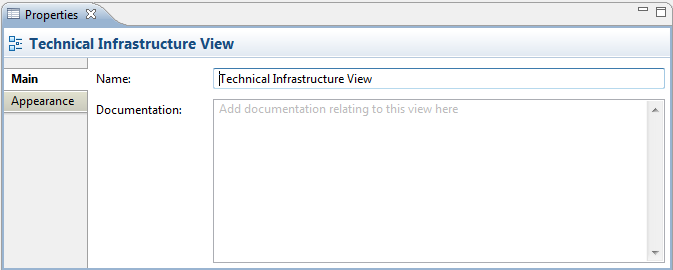 Properties
Technical Infrastructure View
Main
Name: Technical Infrastructure View
Appearance
Documentation: Add documentation relating to this view here